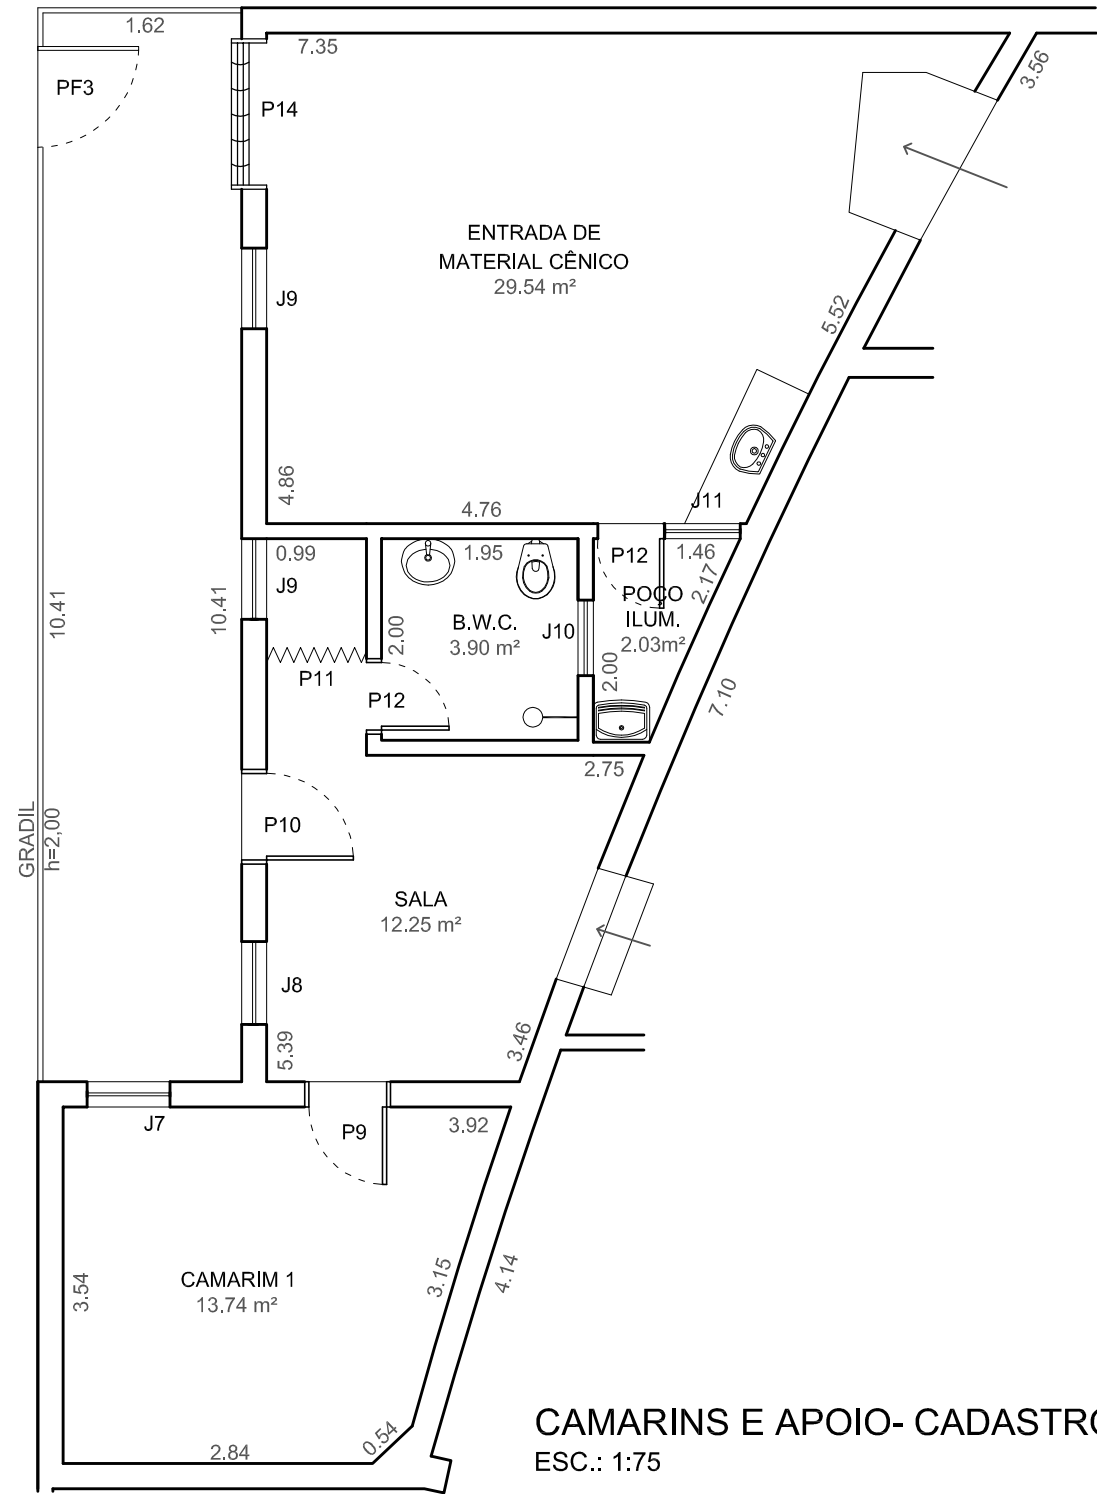 1.62
7.35
3.56
PF3
P14
ENTRADA DE
MATERIAL CÊNICO
29.54 m²
J9
5.52
4.86
4.76
J11
0.99
1.95
P12
1.46
J9
2.17
POÇO
ILUM.
2.03m²
10.41
10.41
2.00
B.W.C.
3.90 m²
J10
2.00
P11
P12
7.10
2.75
GRADIL
h=2,00
P10
SALA
12.25 m²
J8
5.39
3.46
J7
P9
3.92
3.54
CAMARIM 1
13.74 m²
3.15
4.14
2.84
0.54
CAMARINS E APOIO- CADASTRO
ESC.: 1:75